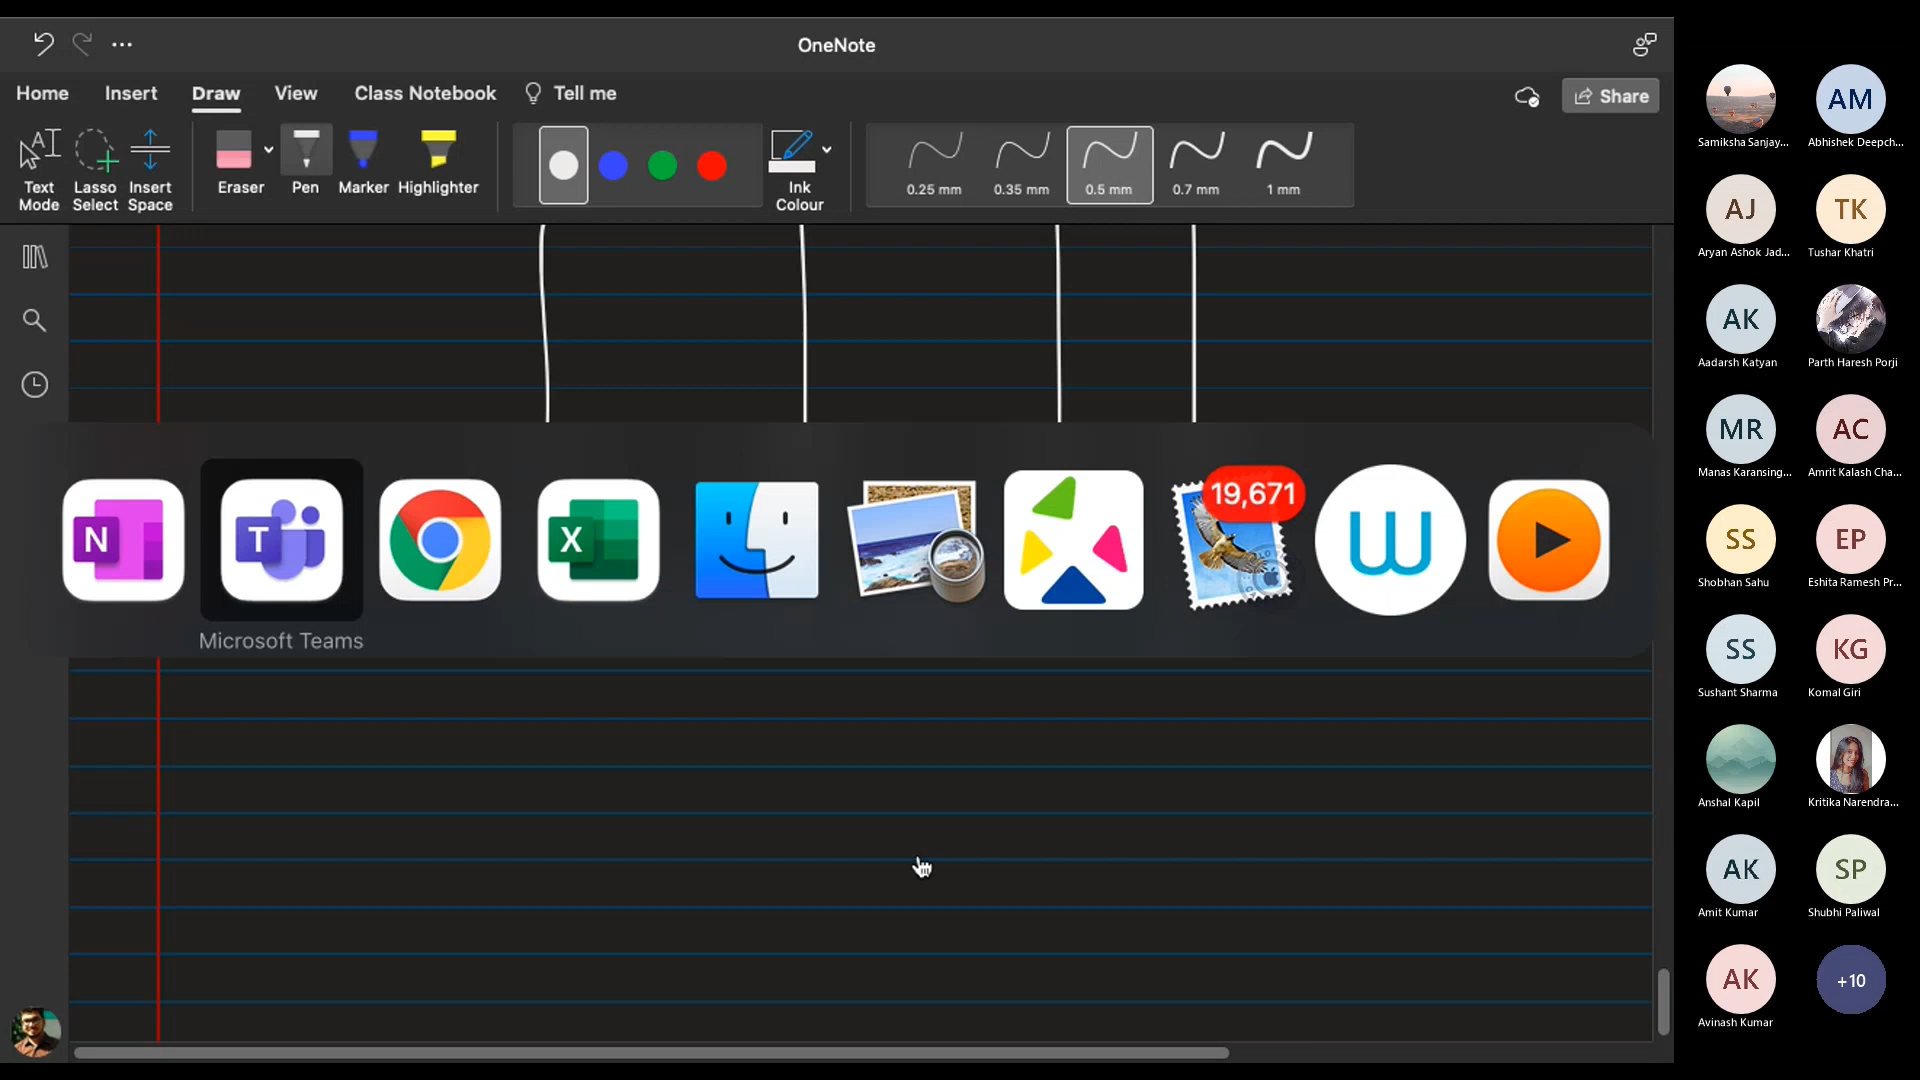 OneNote
Home Insert Draw View Class Notebook Tell me
Share
Text Mode
Lasso Select
Insert Space
Eraser
Pen
Marker
Highlighter
Ink Colour
0.25 mm
0.35 mm
0.5 mm
0.7 mm
1 mm
N
T
X
19,671
W
Microsoft Teams
Samiksha Sanjay...
AM
Abhishek Deepch...
AJ
Aryan Ashok Jad...
TK
Tushar Khatri
AK
Aadarsh Katyan
Parth Haresh Porji
MR
Manas Karansing...
AC
Amrit Kalash Cha...
SS
Shobhan Sahu
EP
Eshita Ramesh Pr...
SS
Sushant Sharma
KG
Komal Giri
Anshal Kapil
Kritika Narendra...
AK
Amit Kumar
SP
Shubhi Paliwal
AK
Avinash Kumar
+10